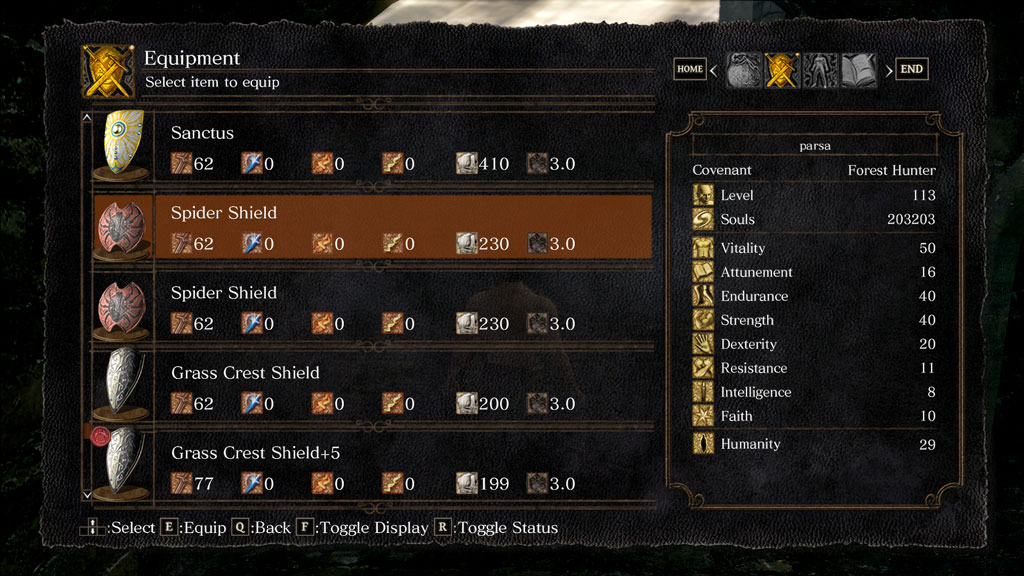 Equipment
Select item to equip
HOME < > END
Sanctus
62 0 0 0 410 3.0
Spider Shield
62 0 0 0 230 3.0
Spider Shield
62 0 0 0 230 3.0
Grass Crest Shield
62 0 0 0 200 3.0
Grass Crest Shield+5
77 0 0 0 199 3.0
parsa
Covenant Forest Hunter
Level 113
Souls 203203
Vitality 50
Attunement 16
Endurance 40
Strength 40
Dexterity 20
Resistance 11
Intelligence 8
Faith 10
Humanity 29
:Select E:Equip Q:Back F:Toggle Display R:Toggle Status